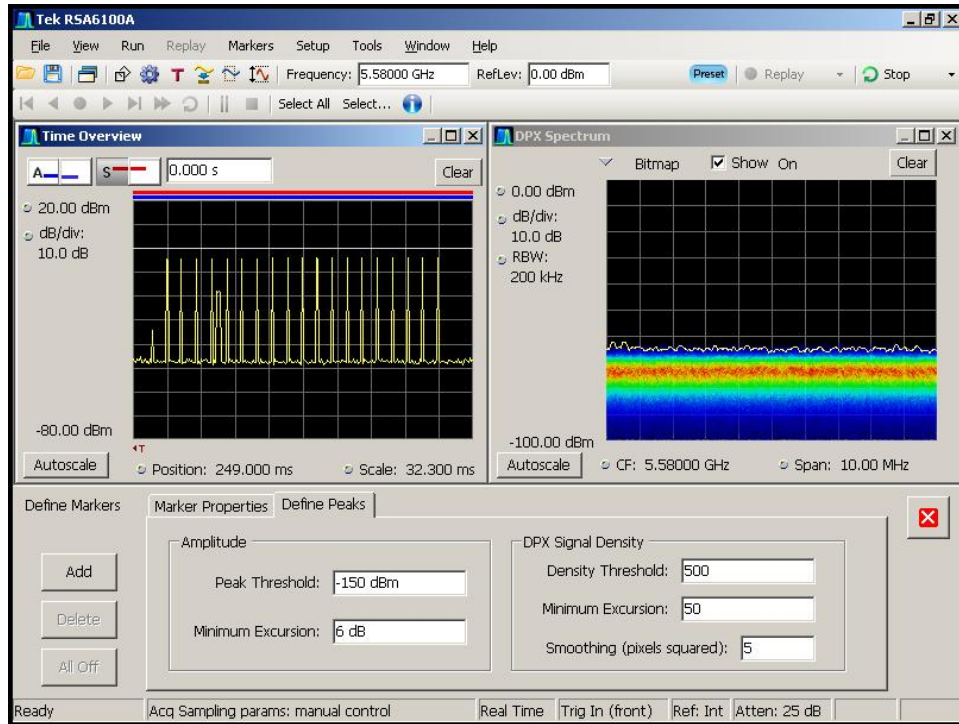 Tek RSA6100A
File View Run Replay Markers Setup Tools Window Help
T Frequency: 5.58000 GHz RefLev: 0.00 dBm Preset Replay Stop
Select All Select...
Time Overview
A S 0.000 s Clear
20.00 dBm
dB/div:
10.0 dB
-80.00 dBm
T
Autoscale Position: 249.000 ms Scale: 32.300 ms
DPX Spectrum
Bitmap Show On Clear
0.00 dBm
dB/div:
10.0 dB
RBW:
200 kHz
-100.00 dBm
Autoscale CF: 5.58000 GHz Span: 10.00 MHz
Define Markers Marker Properties Define Peaks
Add
Delete
All Off
Amplitude
Peak Threshold: -150 dBm
Minimum Excursion: 6 dB
DPX Signal Density
Density Threshold: 500
Minimum Excursion: 50
Smoothing (pixels squared): 5
Ready Acq Sampling params: manual control Real Time Trig In (front) Ref: Int Atten: 25 dB